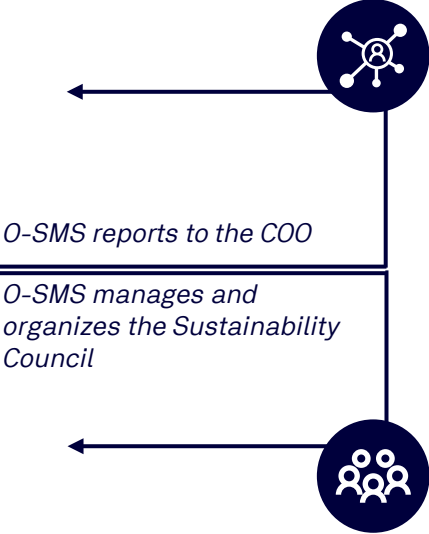 O-SMS reports to the COO
O-SMS manages and
organizes the Sustainability
Council